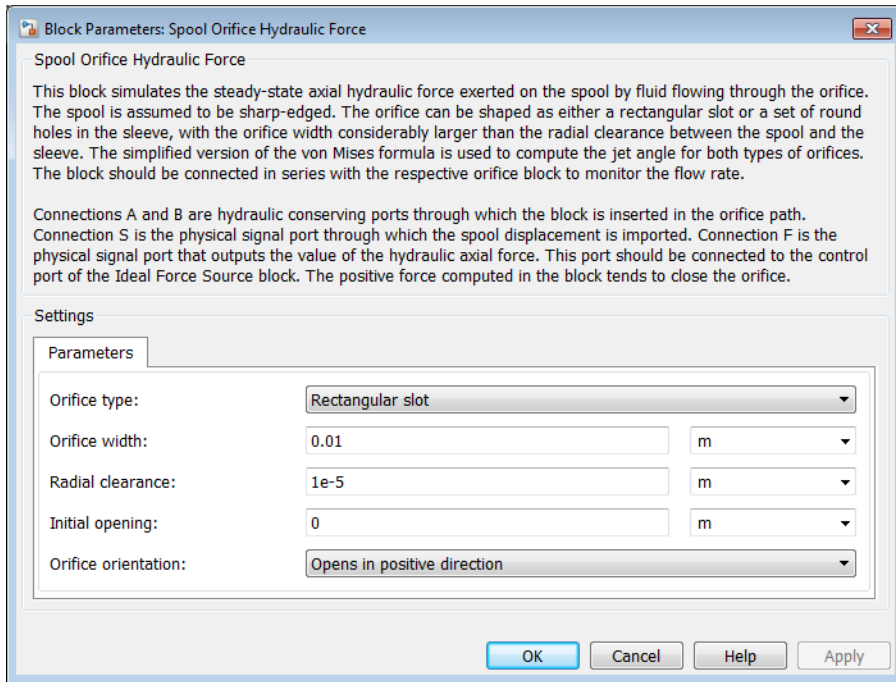 Block Parameters: Spool Orifice Hydraulic Force
Spool Orifice Hydraulic Force
This block simulates the steady-state axial hydraulic force exerted on the spool by fluid flowing through the orifice.
The spool is assumed to be sharp-edged. The orifice can be shaped as either a rectangular slot or a set of round
holes in the sleeve, with the orifice width considerably larger than the radial clearance between the spool and the
sleeve. The simplified version of the von Mises formula is used to compute the jet angle for both types of orifices.
The block should be connected in series with the respective orifice block to monitor the flow rate.
Connections A and B are hydraulic conserving ports through which the block is inserted in the orifice path.
Connection S is the physical signal port through which the spool displacement is imported. Connection F is the
physical signal port that outputs the value of the hydraulic axial force. This port should be connected to the control
port of the Ideal Force Source block. The positive force computed in the block tends to close the orifice.
Settings
Parameters
Orifice type: Rectangular slot
Orifice width: 0.01 m
Radial clearance: 1e-5 m
Initial opening: 0 m
Orifice orientation: Opens in positive direction
OK Cancel Help Apply